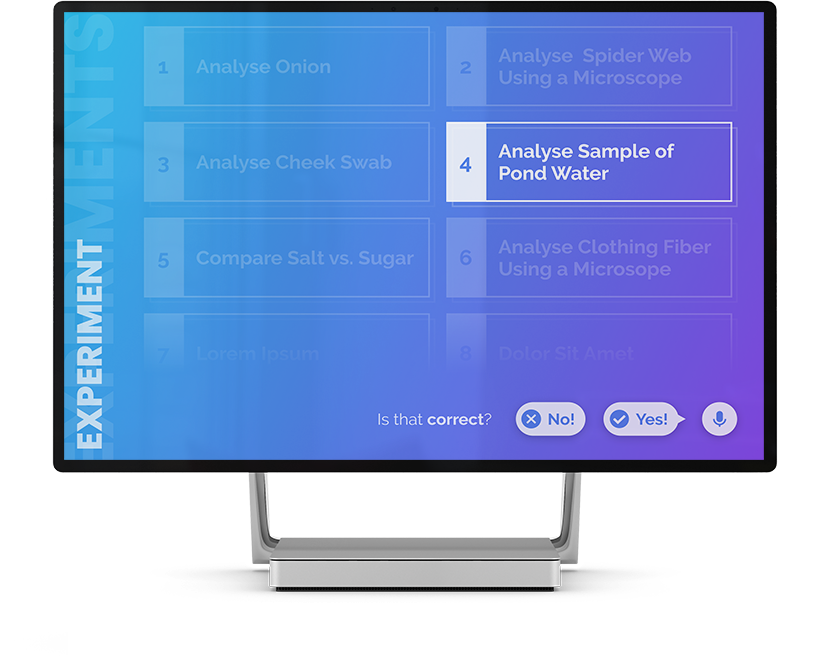 EXPERIMENTS
EXPERIMENT
1
Analyse Onion
2
Analyse Spider Web
Using a Microscope
3
Analyse Cheek Swab
4
Analyse Sample of
Pond Water
5
Compare Salt vs. Sugar
6
Analyse Clothing Fiber
Using a Microsope
7
Lorem Ipsum
8
Dolor Sit Amet
Is that correct?
No!
Yes!